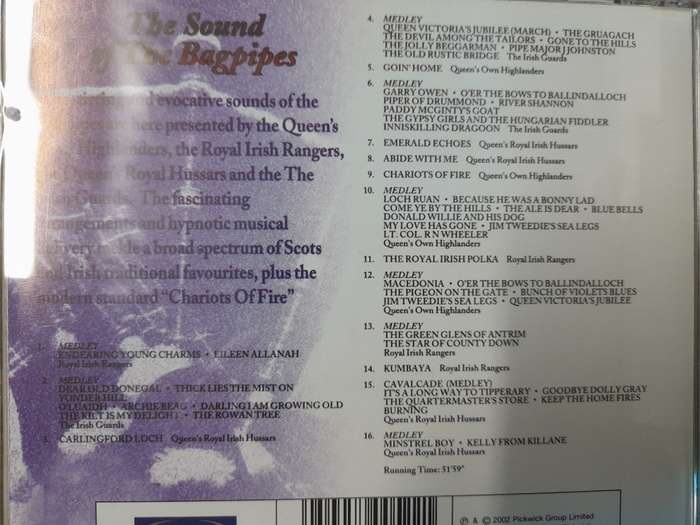 The Sound
of The Bagpipes
and evocative sounds of the
here presented by the Queen's
Highlanders, the Royal Irish Rangers,
Royal Hussars and the The
Guards. The fascinating
arrangements and hypnotic musical
a broad spectrum of Scots
and Irish traditional favourites, plus the
modern standard "Chariots Of Fire"
1. MEDLEY
ENDEARING YOUNG CHARMS • EILEEN ALLANAH
Royal Irish Rangers
2. MEDLEY
DEAR OLD DONEGAL • THICK LIES THE MIST ON
YONDER HILL
O'LUAIDH • ARCHIE BEAG • DARLING I AM GROWING OLD
THE KILT IS MY DELIGHT • THE ROWAN TREE
The Irish Guards
3. CARLINGFORD LOCH Queen's Royal Irish Hussars
4. MEDLEY
QUEEN VICTORIA'S JUBILEE (MARCH) • THE GRUAGACH
THE DEVIL AMONG THE TAILORS • GONE TO THE HILLS
THE JOLLY BEGGARMAN • PIPE MAJOR J JOHNSTON
THE OLD RUSTIC BRIDGE The Irish Guards
5. GOIN' HOME Queen's Own Highlanders
6. MEDLEY
GARRY OWEN • O'ER THE BOWS TO BALLINDALLOCH
PIPER OF DRUMMOND • RIVER SHANNON
PADDY MCGINTY'S GOAT
THE GYPSY GIRLS AND THE HUNGARIAN FIDDLER
INNISKILLING DRAGOON The Irish Guards
7. EMERALD ECHOES Queen's Royal Irish Hussars
8. ABIDE WITH ME Queen's Royal Irish Hussars
9. CHARIOTS OF FIRE Queen's Own Highlanders
10. MEDLEY
LOCH RUAN • BECAUSE HE WAS A BONNY LAD
COME YE BY THE HILLS • THE ALE IS DEAR • BLUE BELLS
DONALD WILLIE AND HIS DOG
MY LOVE HAS GONE • JIM TWEEDIE'S SEA LEGS
LT. COL. R N WHEELER
Queen's Own Highlanders
11. THE ROYAL IRISH POLKA Royal Irish Rangers
12. MEDLEY
MACEDONIA • O'ER THE BOWS TO BALLINDALLOCH
THE PIGEON ON THE GATE • BUNCH OF VIOLETS BLUES
JIM TWEEDIE'S SEA LEGS • QUEEN VICTORIA'S JUBILEE
Queen's Own Highlanders
13. MEDLEY
THE GREEN GLENS OF ANTRIM
THE STAR OF COUNTY DOWN
Royal Irish Rangers
14. KUMBAYA Royal Irish Rangers
15. CAVALCADE (MEDLEY)
IT'S A LONG WAY TO TIPPERARY • GOODBYE DOLLY GRAY
THE QUARTERMASTER'S STORE • KEEP THE HOME FIRES
BURNING
Queen's Royal Irish Hussars
16. MEDLEY
MINSTREL BOY • KELLY FROM KILLANE
Queen's Royal Irish Hussars
Running Time: 51'59"
℗ & © 2002 Pickwick Group Limited